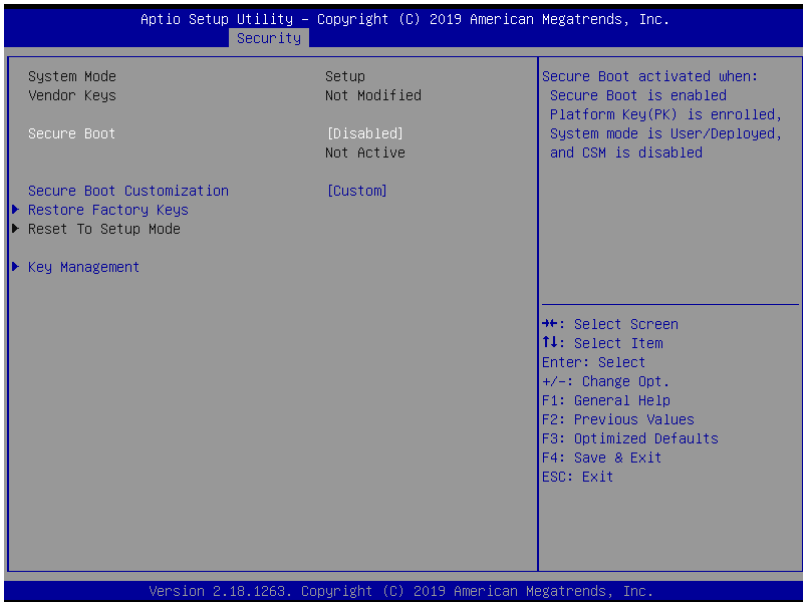 Aptio Setup Utility – Copyright (C) 2019 American Megatrends, Inc.
Security
System Mode Setup
Vendor Keys Not Modified
Secure Boot [Disabled]
Not Active
Secure Boot Customization [Custom]
Restore Factory Keys
Reset To Setup Mode
Key Management
Secure Boot activated when:
Secure Boot is enabled
Platform Key(PK) is enrolled,
System mode is User/Deployed,
and CSM is disabled
→←: Select Screen
↑↓: Select Item
Enter: Select
+/-: Change Opt.
F1: General Help
F2: Previous Values
F3: Optimized Defaults
F4: Save & Exit
ESC: Exit
Version 2.18.1263. Copyright (C) 2019 American Megatrends, Inc.